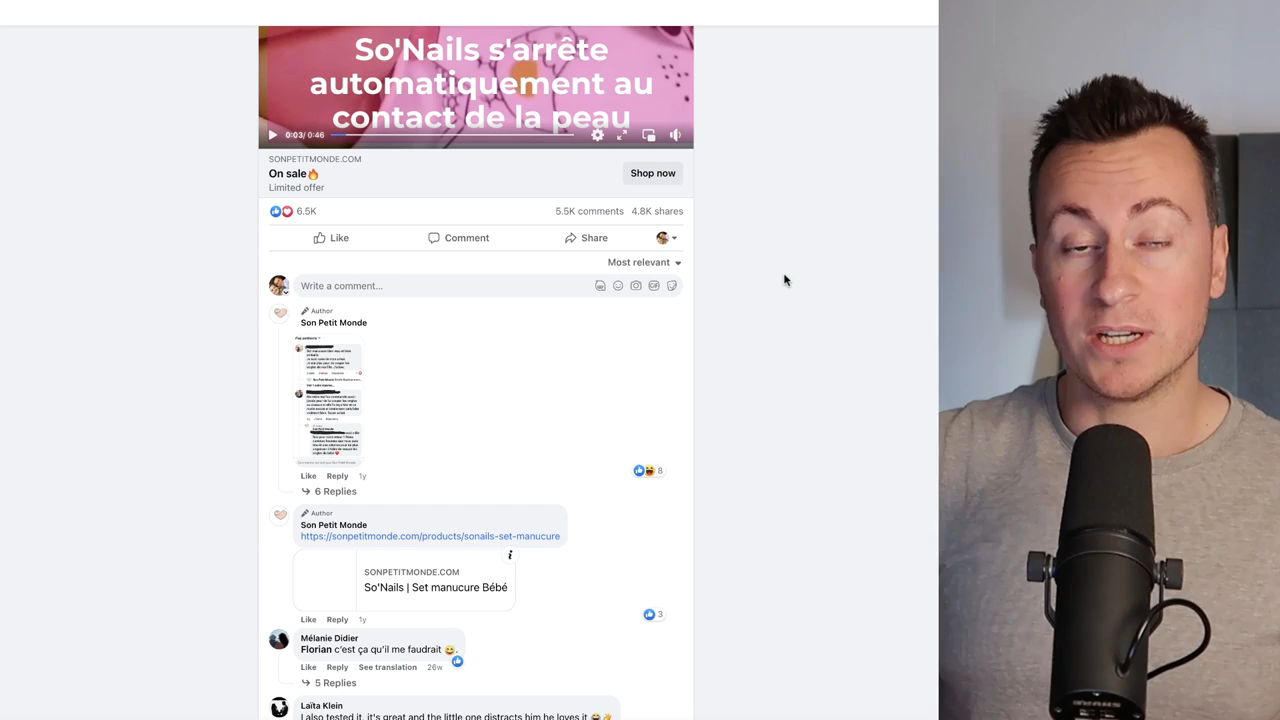 So'Nails s'arrête
automatiquement au
contact de la peau
0:03 / 0:46
SONPETITMONDE.COM
On sale🔥
Limited offer
Shop now
6.5K
5.5K comments 4.8K shares
Like Comment Share
Most relevant
Write a comment...
GIF
Author
Son Petit Monde
Like Reply 1y
8
6 Replies
Author
Son Petit Monde
https://sonpetitmonde.com/products/sonails-set-manucure
SONPETITMONDE.COM
So'Nails | Set manucure Bébé
3
Like Reply 1y
Mélanie Didier
Florian c'est ça qu'il me faudrait 😅.
Like Reply See translation 26w
5 Replies
Laïta Klein
I also tested it, it's great and the little one distracts him he loves it